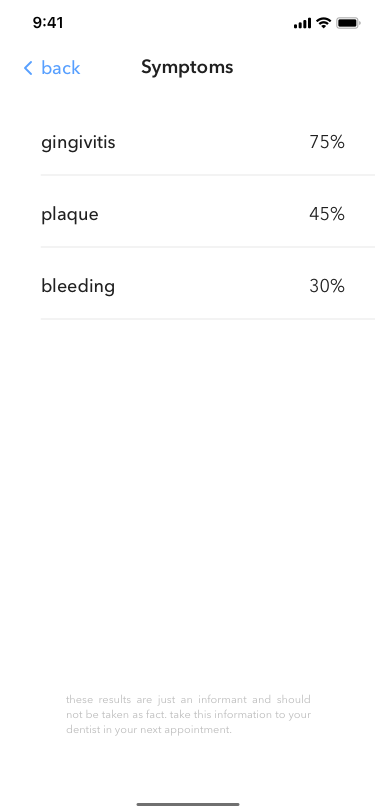 9:41
back
Symptoms
gingivitis 75%
plaque 45%
bleeding 30%
these results are just an informant and should
not be taken as fact. take this information to your
dentist in your next appointment.